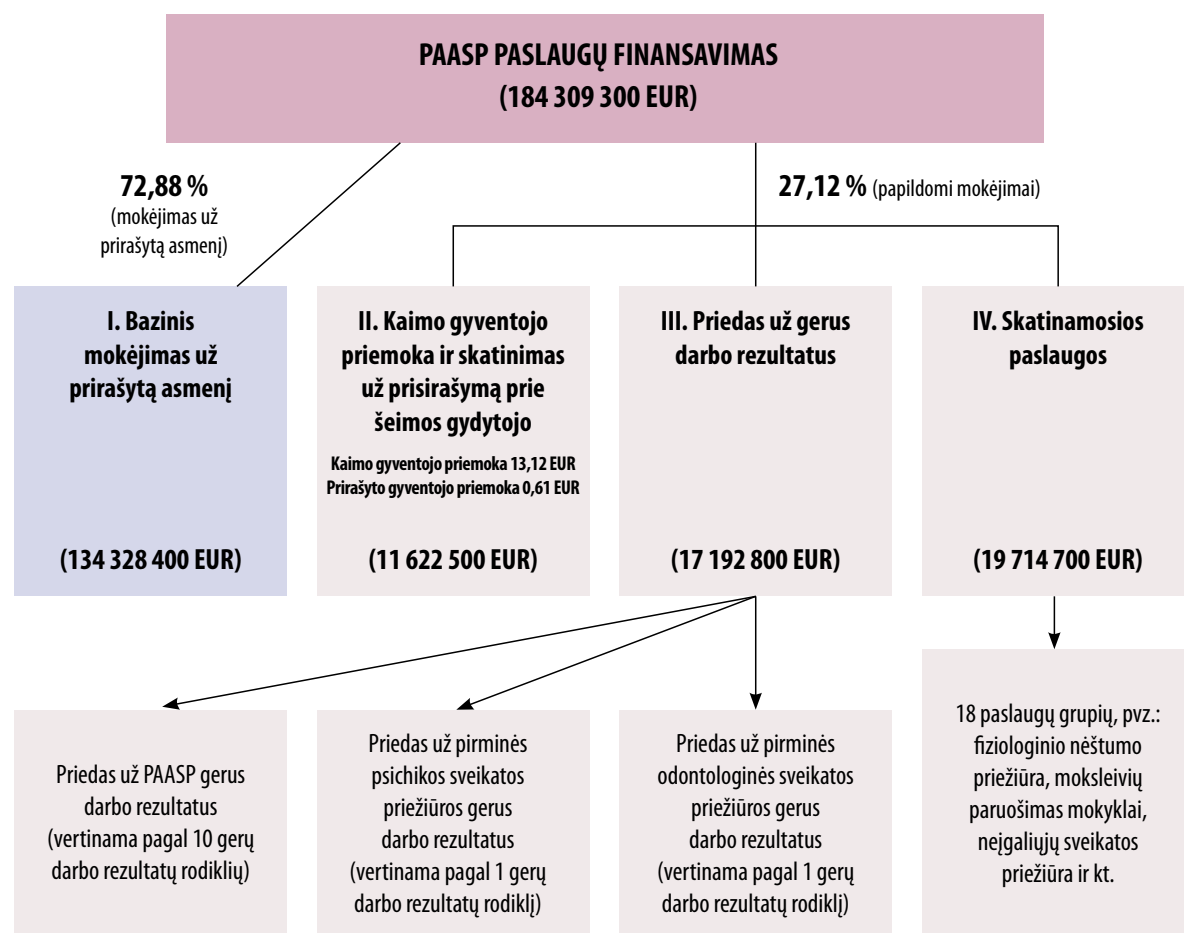 PAASP PASLAUGŲ FINANSAVIMAS
(184 309 300 EUR)
72,88 %
(mokėjimas už
prirašytą asmenį)
27,12 % (papildomi mokėjimai)
I. Bazinis
mokėjimas už
prirašytą asmenį
(134 328 400 EUR)
II. Kaimo gyventojo
priemoka ir skatinimas
už prisirašymą prie
šeimos gydytojo
Kaimo gyventojo priemoka 13,12 EUR
Prirašyto gyventojo priemoka 0,61 EUR
(11 622 500 EUR)
III. Priedas už gerus
darbo rezultatus
(17 192 800 EUR)
IV. Skatinamosios
paslaugos
(19 714 700 EUR)
Priedas už PAASP gerus
darbo rezultatus
(vertinama pagal 10 gerų
darbo rezultatų rodiklių)
Priedas už pirminės
psichikos sveikatos
priežiūros gerus
darbo rezultatus
(vertinama pagal 1 gerų
darbo rezultatų rodiklį)
Priedas už pirminės
odontologinės sveikatos
priežiūros gerus
darbo rezultatus
(vertinama pagal 1 gerų
darbo rezultatų rodiklį)
18 paslaugų grupių, pvz.:
fiziologinio nėštumo
priežiūra, moksleivių
paruošimas mokyklai,
neįgaliųjų sveikatos
priežiūra ir kt.